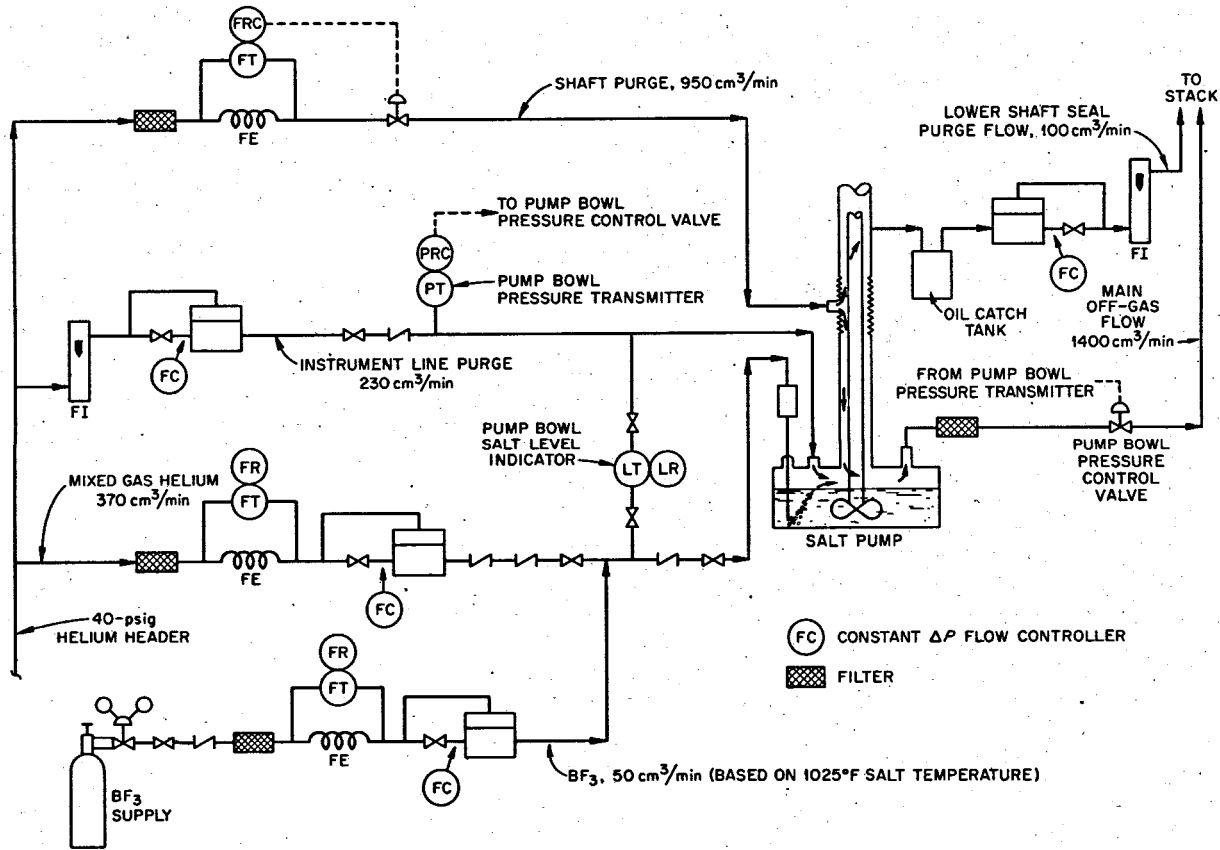 FRC
FT
FE
SHAFT PURGE, 950 cm³/min
TO
STACK
LOWER SHAFT SEAL
PURGE FLOW, 100 cm³/min
TO PUMP BOWL
PRESSURE CONTROL VALVE
PRC
PT
PUMP BOWL
PRESSURE TRANSMITTER
FC
FI
OIL CATCH
TANK
MAIN
OFF-GAS
FLOW
1400 cm³/min
FC
FI
INSTRUMENT LINE PURGE
230 cm³/min
FROM PUMP BOWL
PRESSURE TRANSMITTER
PUMP BOWL
SALT LEVEL
INDICATOR
LT
LR
PUMP BOWL
PRESSURE
CONTROL
VALVE
MIXED GAS HELIUM
370 cm³/min
FR
FT
FE
FC
SALT PUMP
40-psig
HELIUM HEADER
FC CONSTANT ΔP FLOW CONTROLLER
FILTER
FR
FT
FE
FC
BF₃, 50 cm³/min (BASED ON 1025°F SALT TEMPERATURE)
BF₃
SUPPLY